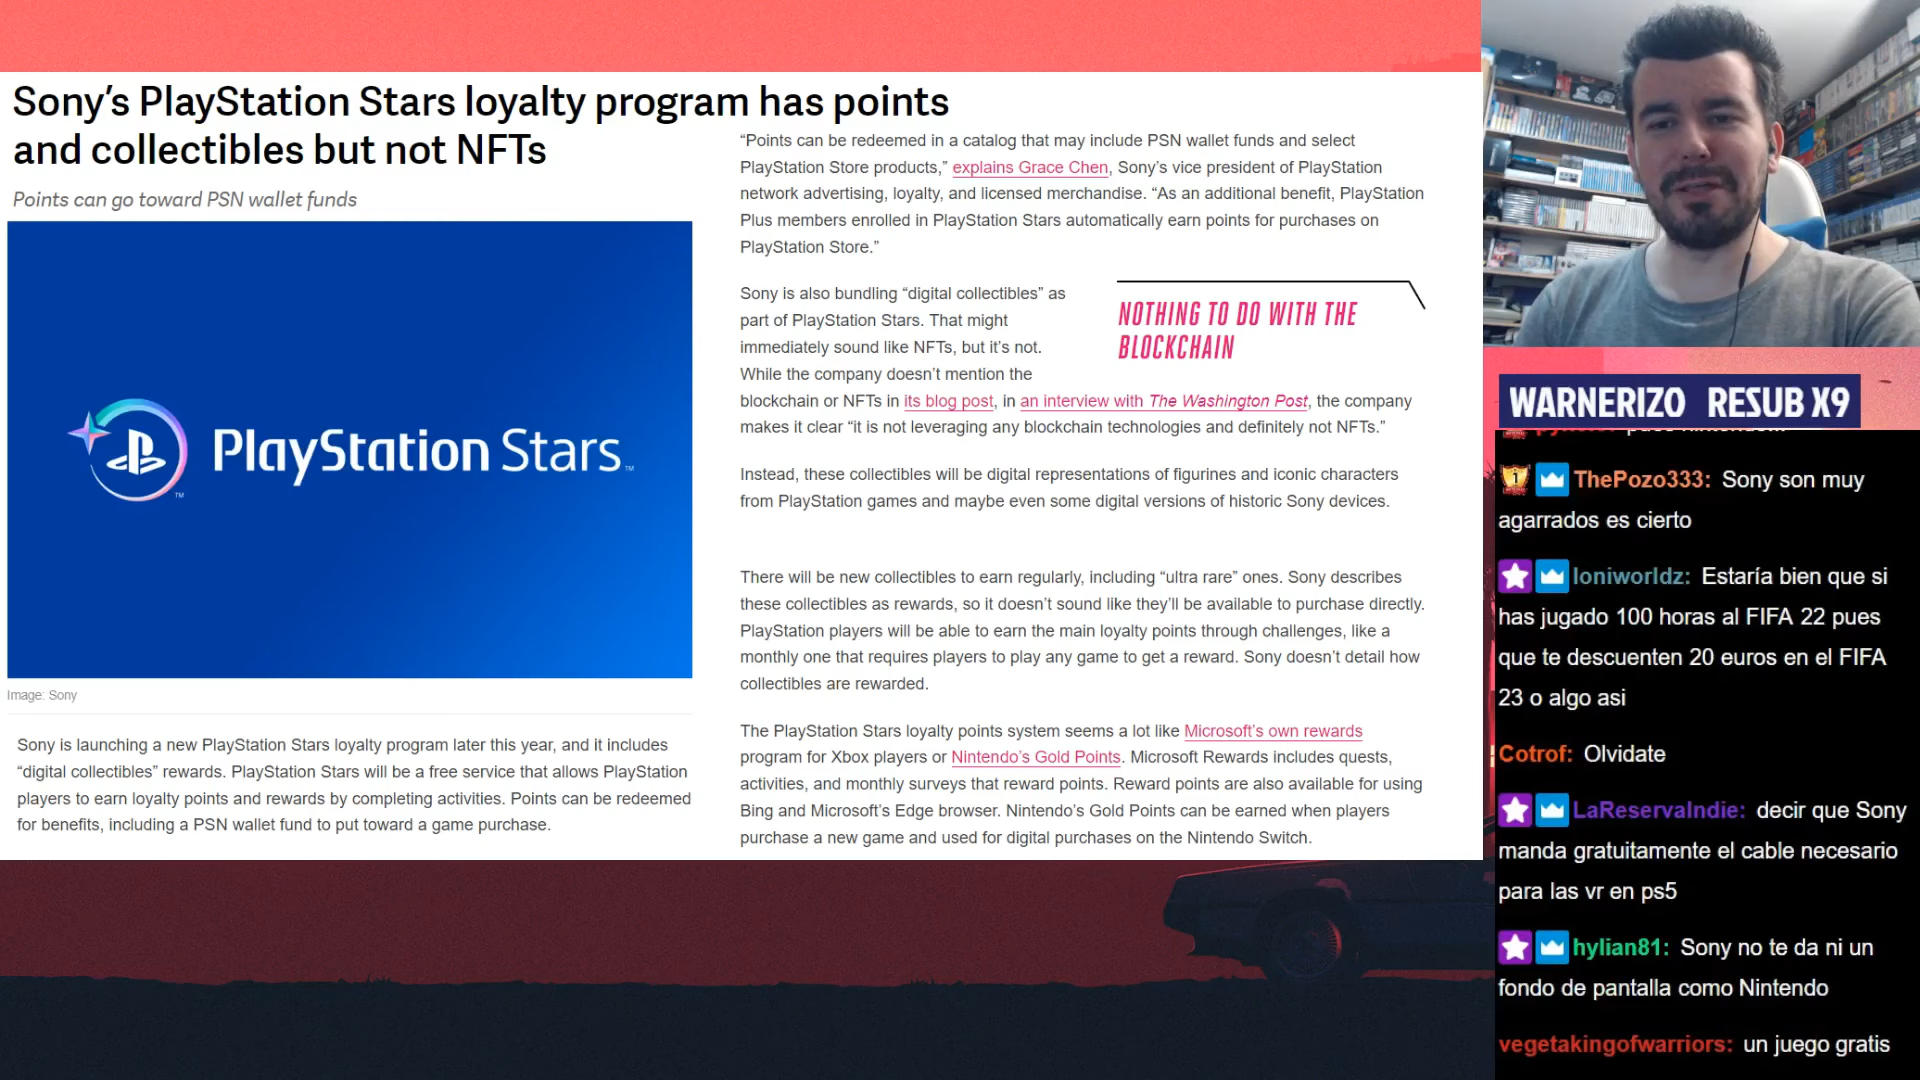 Sony’s PlayStation Stars loyalty program has points
and collectibles but not NFTs
Points can go toward PSN wallet funds
PlayStation Stars™
TM
Image: Sony
Sony is launching a new PlayStation Stars loyalty program later this year, and it includes
“digital collectibles” rewards. PlayStation Stars will be a free service that allows PlayStation
players to earn loyalty points and rewards by completing activities. Points can be redeemed
for benefits, including a PSN wallet fund to put toward a game purchase.
“Points can be redeemed in a catalog that may include PSN wallet funds and select
PlayStation Store products,” explains Grace Chen, Sony’s vice president of PlayStation
network advertising, loyalty, and licensed merchandise. “As an additional benefit, PlayStation
Plus members enrolled in PlayStation Stars automatically earn points for purchases on
PlayStation Store.”
Sony is also bundling “digital collectibles” as
part of PlayStation Stars. That might
immediately sound like NFTs, but it’s not.
While the company doesn’t mention the
blockchain or NFTs in its blog post, in an interview with The Washington Post, the company
makes it clear “it is not leveraging any blockchain technologies and definitely not NFTs.”
NOTHING TO DO WITH THE
BLOCKCHAIN
Instead, these collectibles will be digital representations of figurines and iconic characters
from PlayStation games and maybe even some digital versions of historic Sony devices.
There will be new collectibles to earn regularly, including “ultra rare” ones. Sony describes
these collectibles as rewards, so it doesn’t sound like they’ll be available to purchase directly.
PlayStation players will be able to earn the main loyalty points through challenges, like a
monthly one that requires players to play any game to get a reward. Sony doesn’t detail how
collectibles are rewarded.
The PlayStation Stars loyalty points system seems a lot like Microsoft’s own rewards
program for Xbox players or Nintendo’s Gold Points. Microsoft Rewards includes quests,
activities, and monthly surveys that reward points. Reward points are also available for using
Bing and Microsoft’s Edge browser. Nintendo’s Gold Points can be earned when players
purchase a new game and used for digital purchases on the Nintendo Switch.
WARNERIZO RESUB X9
1 ThePozo333: Sony son muy
agarrados es cierto
loniworldz: Estaría bien que si
has jugado 100 horas al FIFA 22 pues
que te descuenten 20 euros en el FIFA
23 o algo asi
Cotrof: Olvidate
LaReservaIndie: decir que Sony
manda gratuitamente el cable necesario
para las vr en ps5
hylian81: Sony no te da ni un
fondo de pantalla como Nintendo
vegetakingofwarriors: un juego gratis